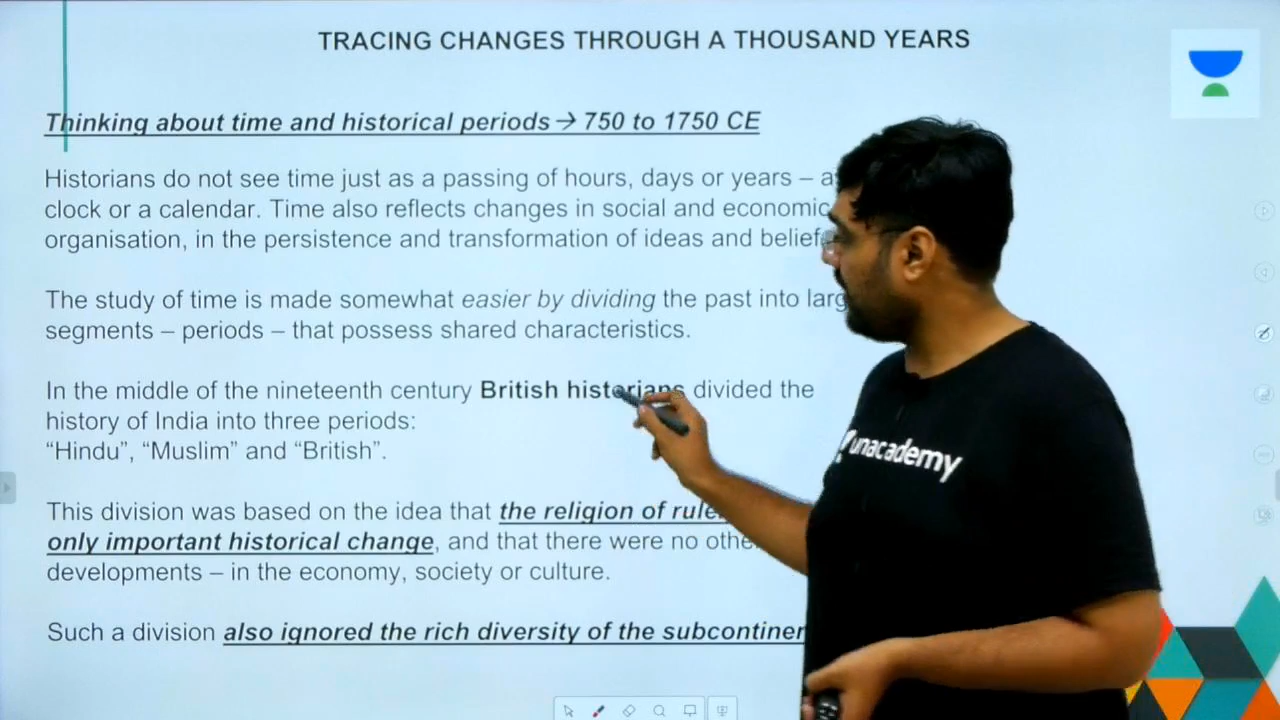 TRACING CHANGES THROUGH A THOUSAND YEARS
Thinking about time and historical periods → 750 to 1750 CE
Historians do not see time just as a passing of hours, days or years –
clock or a calendar. Time also reflects changes in social and economic
organisation, in the persistence and transformation of ideas and
The study of time is made somewhat easier by dividing the past into
segments – periods – that possess shared characteristics.
In the middle of the nineteenth century British historians divided the
history of India into three periods:
“Hindu”, “Muslim” and “British”.
This division was based on the idea that the religion of
only important historical change, and that there were no
developments – in the economy, society or culture.
Such a division also ignored the rich diversity of the
unacademy